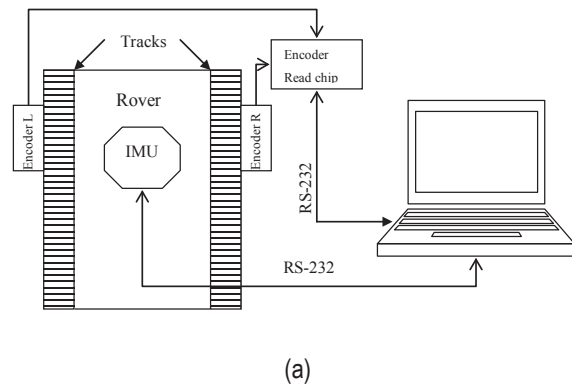 Tracks
Encoder
Read chip
Rover
Encoder L
IMU
Encoder R
RS-232
RS-232
(a)